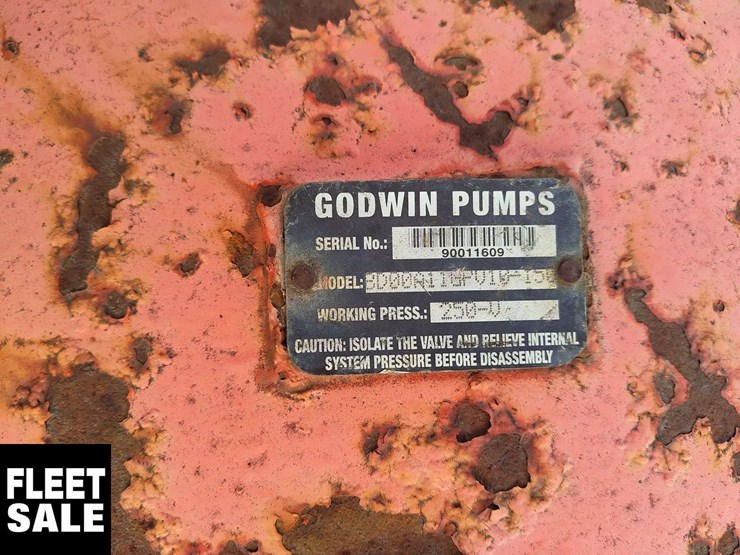 GODWIN PUMPS
SERIAL No.:
90011609
MODEL:
WORKING PRESS.: 250-V
CAUTION: ISOLATE THE VALVE AND RELIEVE INTERNAL
SYSTEM PRESSURE BEFORE DISASSEMBLY
FLEET
SALE